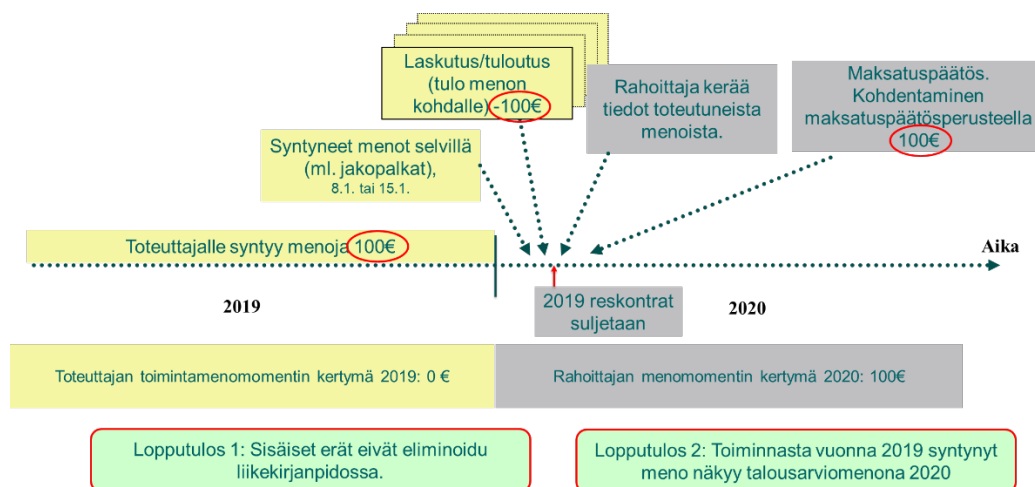 Laskutus/tuloutus
(tulo menon
kohdalle) -100€
Rahoittaja kerää
tiedot toteutuneista
menoista.
Maksatuspäätös.
Kohdentaminen
maksatuspäätösperusteella
100€
Syntyneet menot selvillä
(ml. jakopalkat),
8.1. tai 15.1.
Toteuttajalle syntyy menoja 100€
Aika
2019
2019 reskontrat
suljetaan
2020
Toteuttajan toimintamenomomentin kertymä 2019: 0 €
Rahoittajan menomomentin kertymä 2020: 100€
Lopputulos 1: Sisäiset erät eivät eliminoidu
liikekirjanpidossa.
Lopputulos 2: Toiminnasta vuonna 2019 syntynyt
meno näkyy talousarviomenona 2020